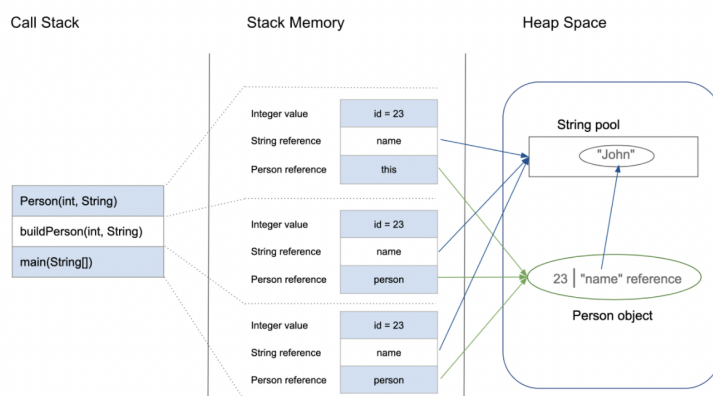 Call Stack
Stack Memory
Heap Space
Person(int, String)
buildPerson(int, String)
main(String[])
Integer value
id = 23
String reference
name
Person reference
this
Integer value
id = 23
String reference
name
Person reference
person
Integer value
id = 23
String reference
name
Person reference
person
String pool
"John"
23 | "name" reference
Person object